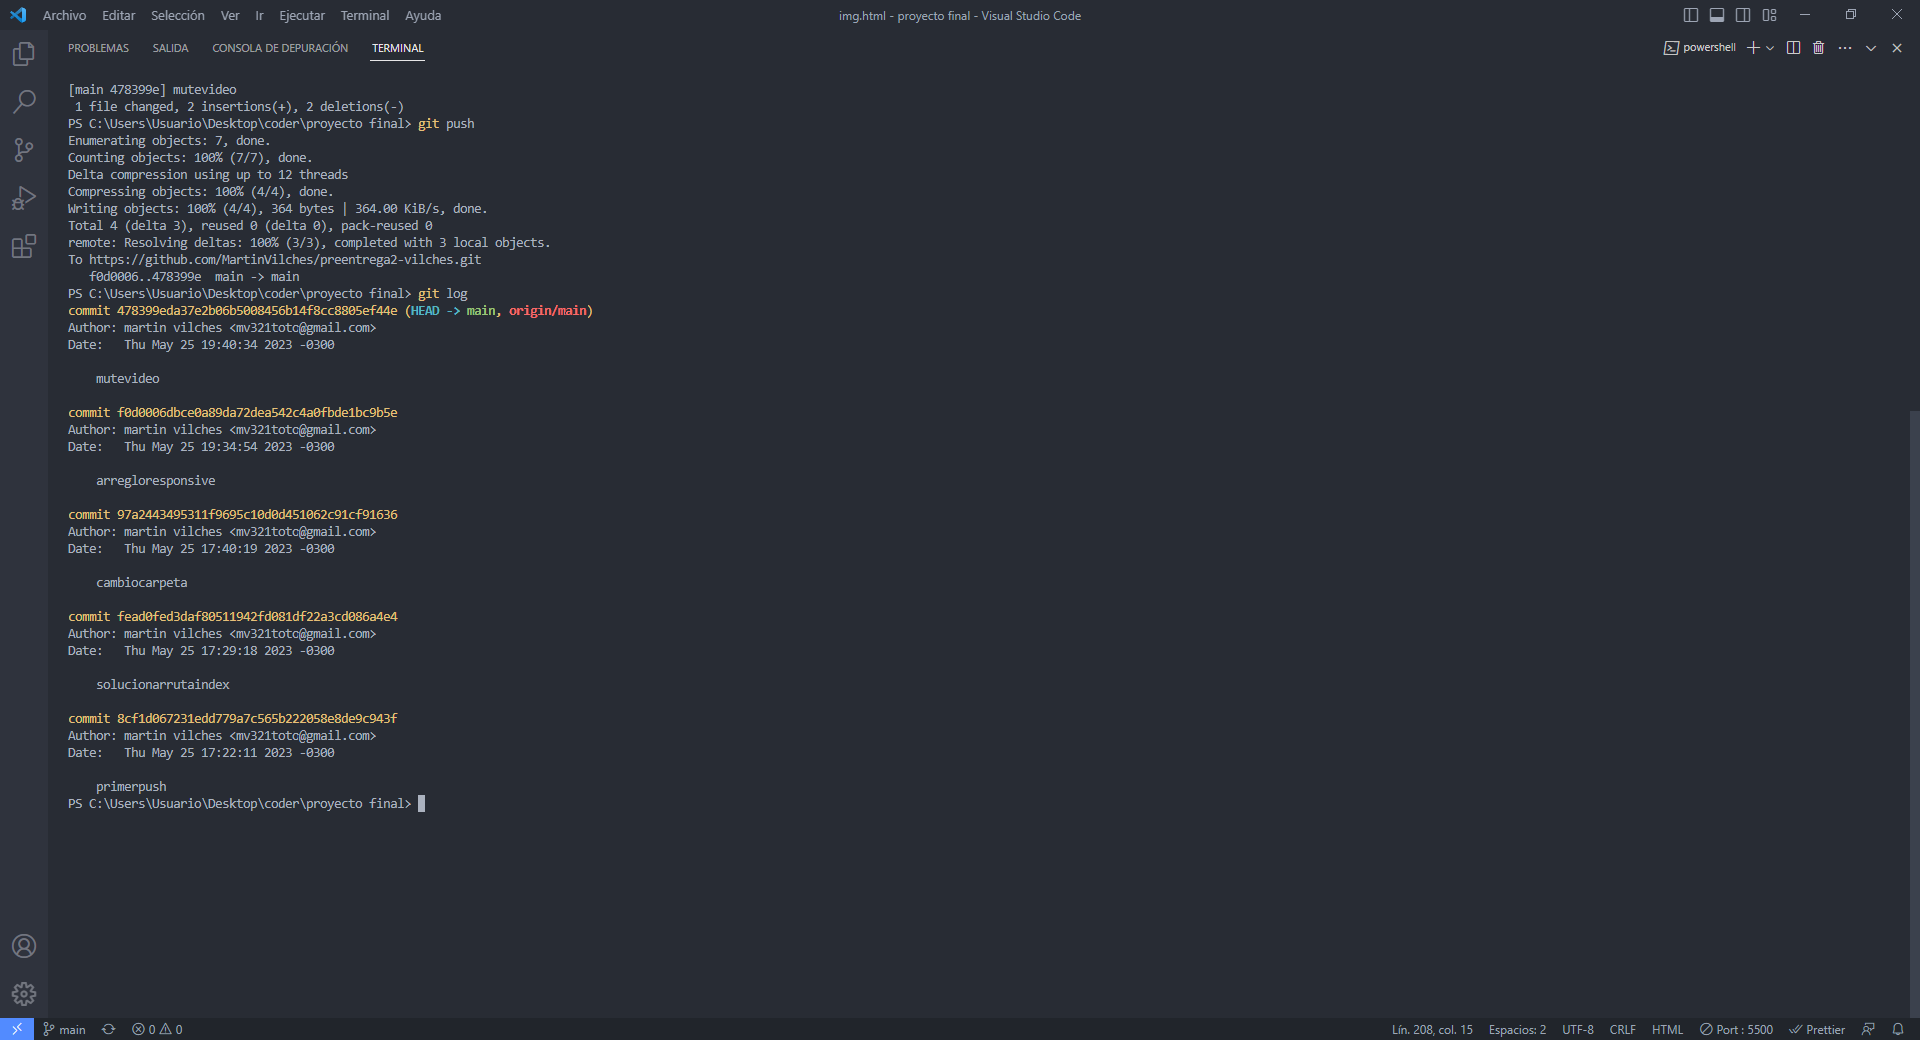 Archivo Editar Selección Ver Ir Ejecutar Terminal Ayuda
img.html - proyecto final - Visual Studio Code
PROBLEMAS SALIDA CONSOLA DE DEPURACIÓN TERMINAL
powershell
[main 478399e] mutevideo
 1 file changed, 2 insertions(+), 2 deletions(-)
PS C:\Users\Usuario\Desktop\coder\proyecto final> git push
Enumerating objects: 7, done.
Counting objects: 100% (7/7), done.
Delta compression using up to 12 threads
Compressing objects: 100% (4/4), done.
Writing objects: 100% (4/4), 364 bytes | 364.00 KiB/s, done.
Total 4 (delta 3), reused 0 (delta 0), pack-reused 0
remote: Resolving deltas: 100% (3/3), completed with 3 local objects.
To https://github.com/MartinVilches/preentrega2-vilches.git
   f0d0006..478399e  main -> main
PS C:\Users\Usuario\Desktop\coder\proyecto final> git log
commit 478399eda37e2b06b5008456b14f8cc8805ef44e (HEAD -> main, origin/main)
Author: martin vilches <mv321toto@gmail.com>
Date:   Thu May 25 19:40:34 2023 -0300
    mutevideo
commit f0d0006dbce0a89da72dea542c4a0fbde1bc9b5e
Author: martin vilches <mv321toto@gmail.com>
Date:   Thu May 25 19:34:54 2023 -0300
    arregloresponsive
commit 97a2443495311f9695c10d0d451062c91cf91636
Author: martin vilches <mv321toto@gmail.com>
Date:   Thu May 25 17:40:19 2023 -0300
    cambiocarpeta
commit fead0fed3daf80511942fd081df22a3cd086a4e4
Author: martin vilches <mv321toto@gmail.com>
Date:   Thu May 25 17:29:18 2023 -0300
    solucionarrutaindex
commit 8cf1d067231edd779a7c565b222058e8de9c943f
Author: martin vilches <mv321toto@gmail.com>
Date:   Thu May 25 17:22:11 2023 -0300
    primerpush
PS C:\Users\Usuario\Desktop\coder\proyecto final>
main 0 0 Lín. 208, col. 15 Espacios: 2 UTF-8 CRLF HTML Port : 5500 Prettier